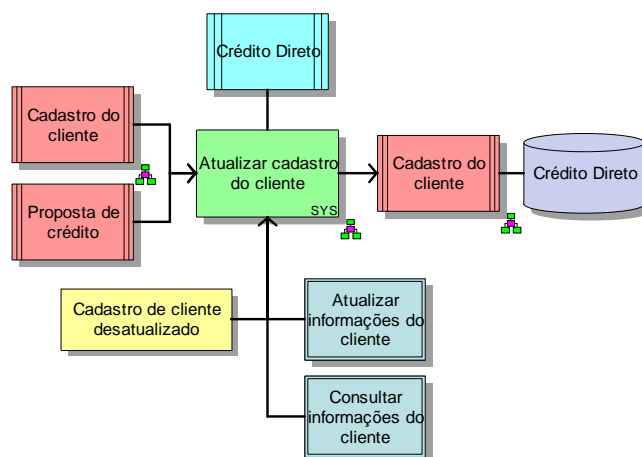 Crédito Direto
Cadastro do
cliente
Proposta de
crédito
Atualizar cadastro
do cliente
SYS
Cadastro do
cliente
Crédito Direto
Cadastro de cliente
desatualizado
Atualizar
informações do
cliente
Consultar
informações do
cliente